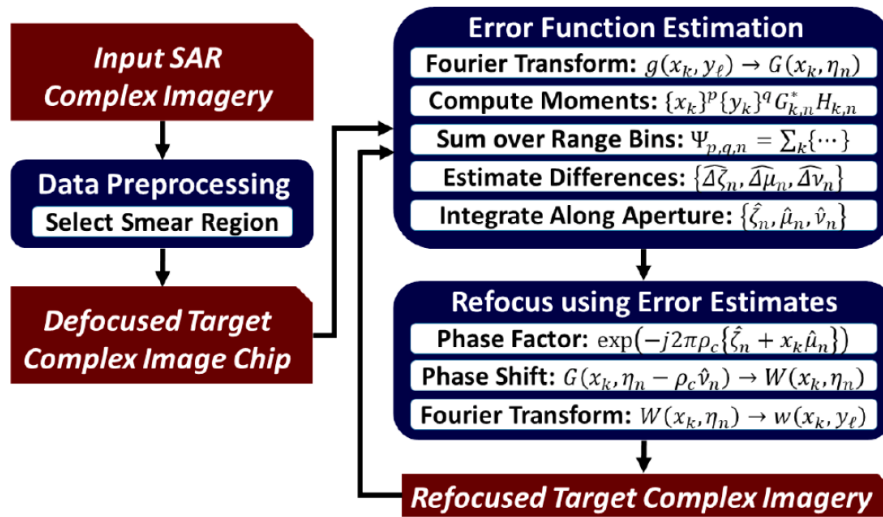 Input SAR
Complex Imagery
Data Preprocessing
Select Smear Region
Defocused Target
Complex Image Chip
Error Function Estimation
Fourier Transform: g(x_k, y_ℓ) → G(x_k, η_n)
Compute Moments: {x_k}^p{y_k}^q G*_{k,n} H_{k,n}
Sum over Range Bins: Ψ_{p,q,n} = ∑_k{⋯}
Estimate Differences: {\widehat{Δζ}_n, \widehat{Δμ}_n, \widehat{Δν}_n}
Integrate Along Aperture: {ζ̂_n, μ̂_n, ν̂_n}
Refocus using Error Estimates
Phase Factor: exp(−j2πρ_c{ζ̂_n + x_k μ̂_n})
Phase Shift: G(x_k, η_n − ρ_c ν̂_n) → W(x_k, η_n)
Fourier Transform: W(x_k, η_n) → w(x_k, y_ℓ)
Refocused Target Complex Imagery